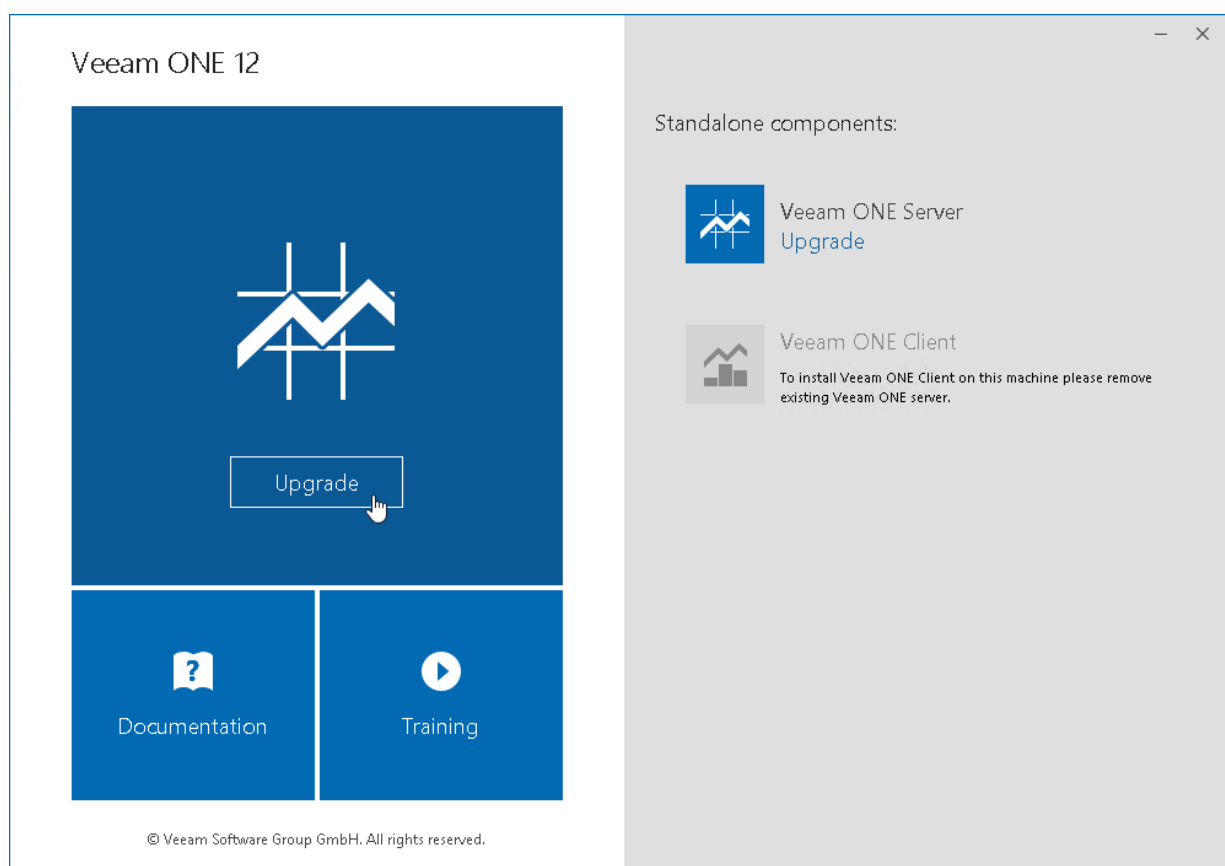 Veeam ONE 12
Upgrade
Documentation
Training
© Veeam Software Group GmbH. All rights reserved.
Standalone components:
Veeam ONE Server
Upgrade
Veeam ONE Client
To install Veeam ONE Client on this machine please remove
existing Veeam ONE server.